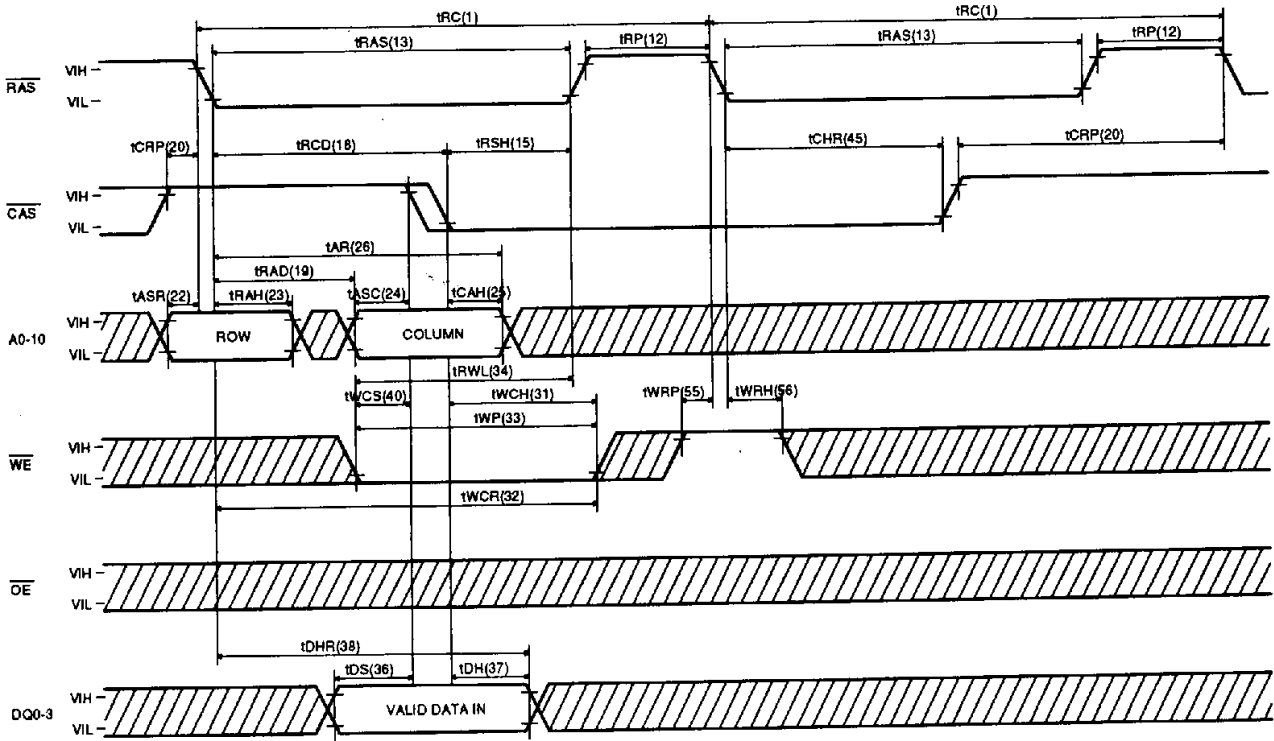 tRC(1) tRC(1)
tRAS(13) tRP(12) tRAS(13) tRP(12)
RAS VIH VIL
tCRP(20) tRCD(18) tRSH(15) tCHR(45) tCRP(20)
CAS VIH VIL
tAR(26)
tRAD(19)
tASR(22) tRAH(23) tASC(24) tCAH(25)
A0-10 VIH VIL ROW COLUMN
tRWL(34)
tWCS(40) tWCH(31) tWRP(55) tWRH(56)
tWP(33)
WE VIH VIL
tWCR(32)
OE VIH VIL
tDHR(38)
tDS(36) tDH(37)
DQ0-3 VIH VIL VALID DATA IN